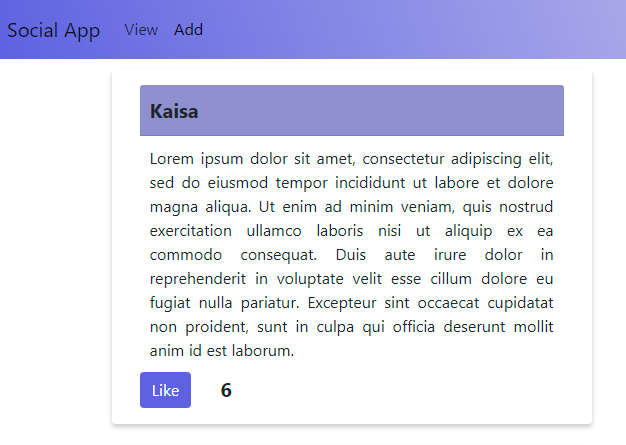 Social App View Add
Kaisa
Lorem ipsum dolor sit amet, consectetur adipiscing elit,
sed do eiusmod tempor incididunt ut labore et dolore
magna aliqua. Ut enim ad minim veniam, quis nostrud
exercitation ullamco laboris nisi ut aliquip ex ea
commodo consequat. Duis aute irure dolor in
reprehenderit in voluptate velit esse cillum dolore eu
fugiat nulla pariatur. Excepteur sint occaecat cupidatat
non proident, sunt in culpa qui officia deserunt mollit
anim id est laborum.
Like 6